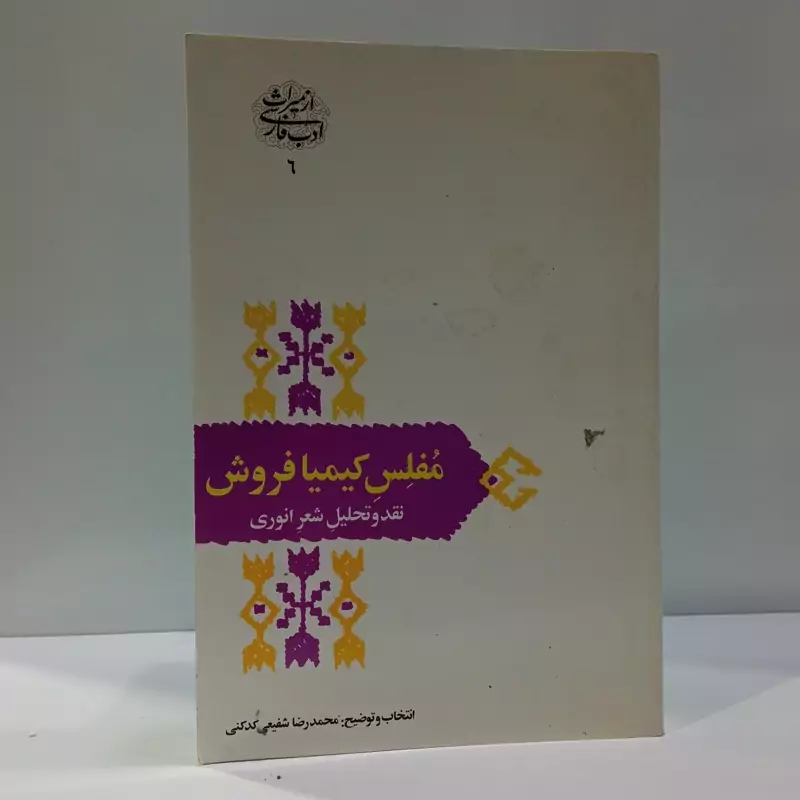 از میراث
ادب فارسی
٦
مُفلِسِ کیمیا فروش
نقد و تحلیلِ شعرِ انوری
انتخاب و توضیح: محمدرضا شفیعی کدکنی